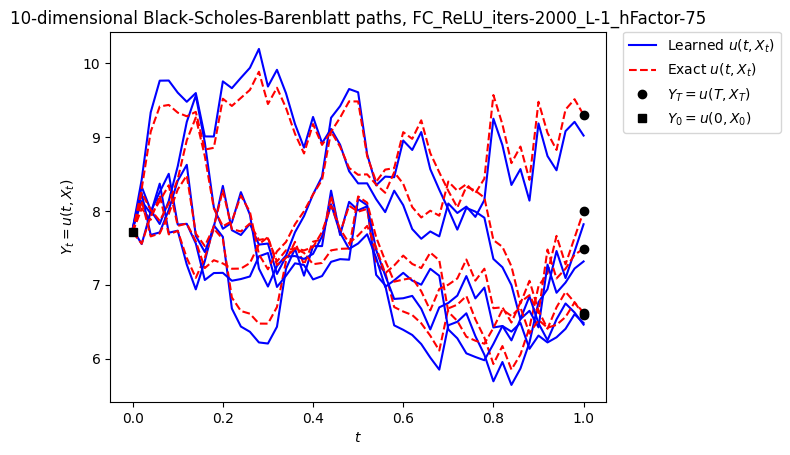 10-dimensional Black-Scholes-Barenblatt paths, FC_ReLU_iters-2000_L-1_hFactor-75
Learned u(t, X_t)
Exact u(t, X_t)
Y_T = u(T, X_T)
Y_0 = u(0, X_0)
Y_t = u(t, X_t)
10
9
8
7
6
0.0 0.2 0.4 0.6 0.8 1.0
t